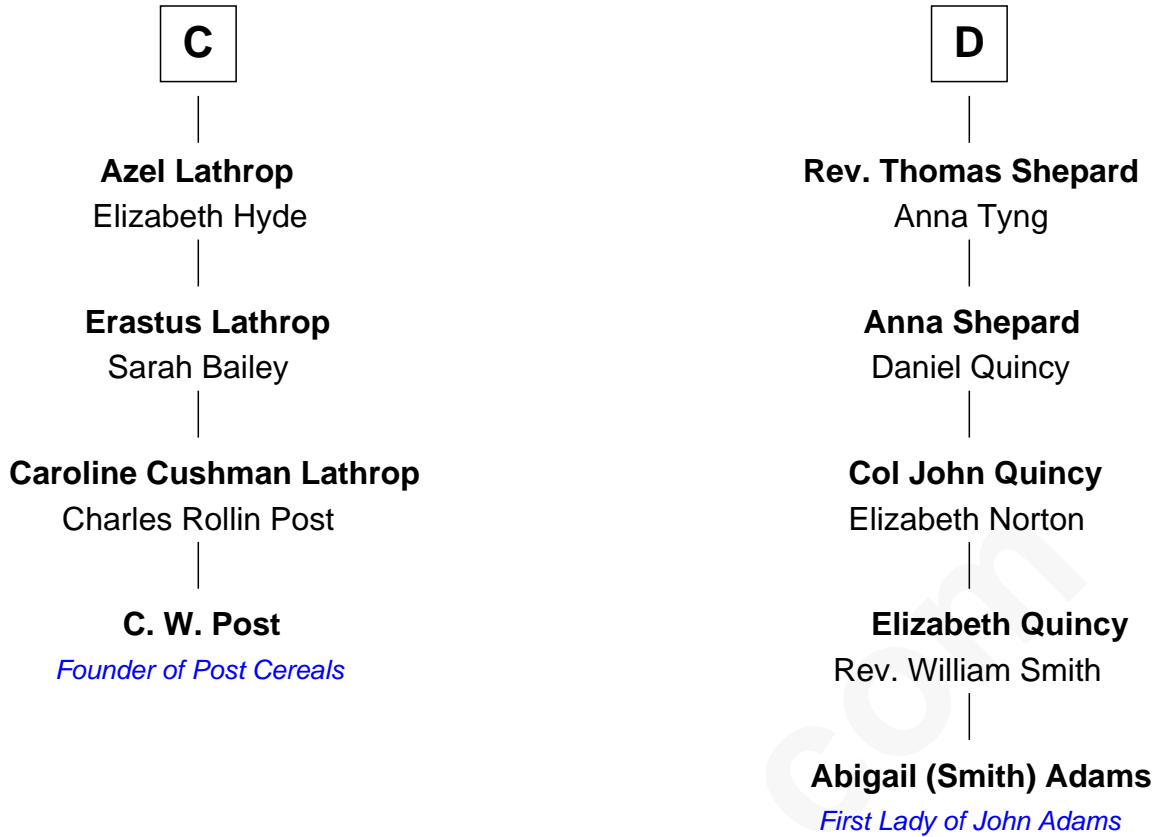 C
Azel Lathrop
Elizabeth Hyde
Erastus Lathrop
Sarah Bailey
Caroline Cushman Lathrop
Charles Rollin Post
C. W. Post
Founder of Post Cereals
D
Rev. Thomas Shepard
Anna Tyng
Anna Shepard
Daniel Quincy
Col John Quincy
Elizabeth Norton
Elizabeth Quincy
Rev. William Smith
Abigail (Smith) Adams
First Lady of John Adams
com